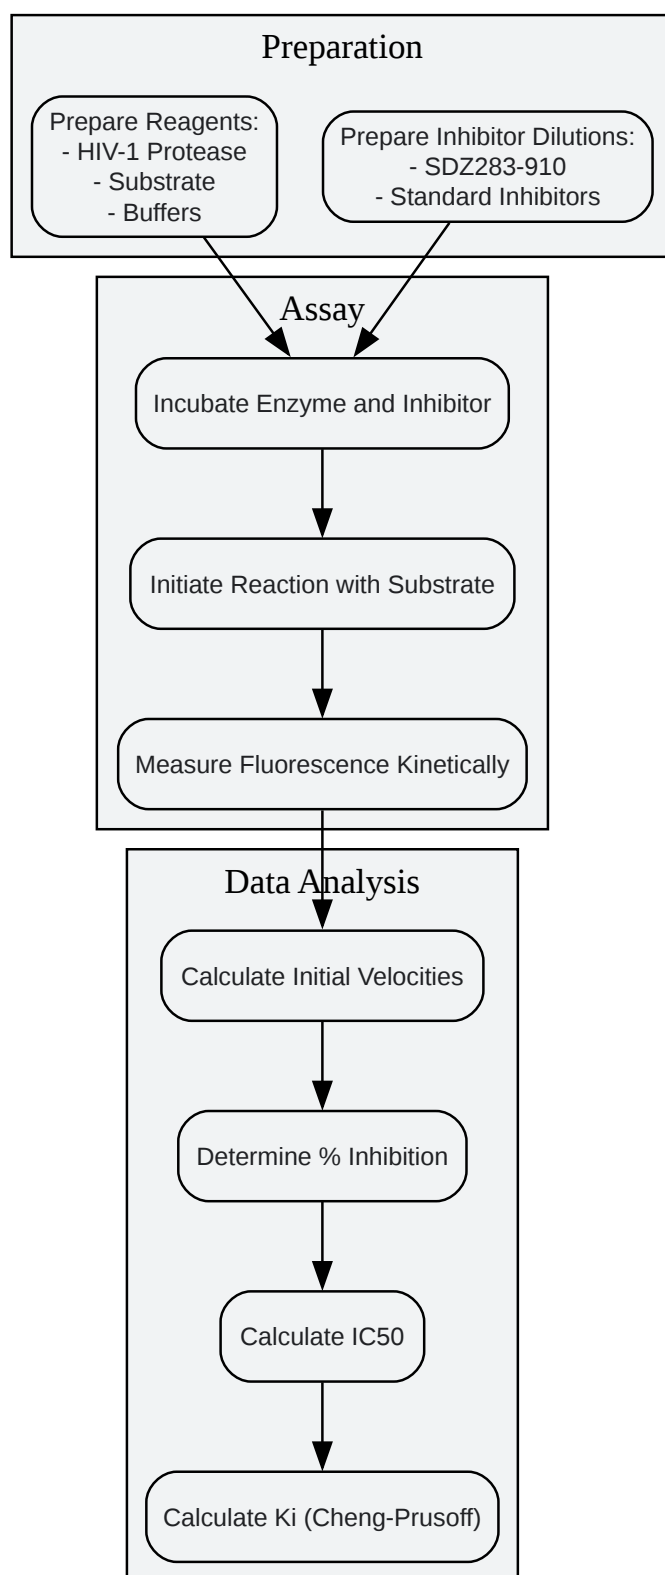 Preparation
Prepare Reagents:
- HIV-1 Protease
- Substrate
- Buffers
Prepare Inhibitor Dilutions:
- SDZ283-910
- Standard Inhibitors
Assay
Incubate Enzyme and Inhibitor
Initiate Reaction with Substrate
Measure Fluorescence Kinetically
Data Analysis
Calculate Initial Velocities
Determine % Inhibition
Calculate IC50
Calculate Ki (Cheng-Prusoff)